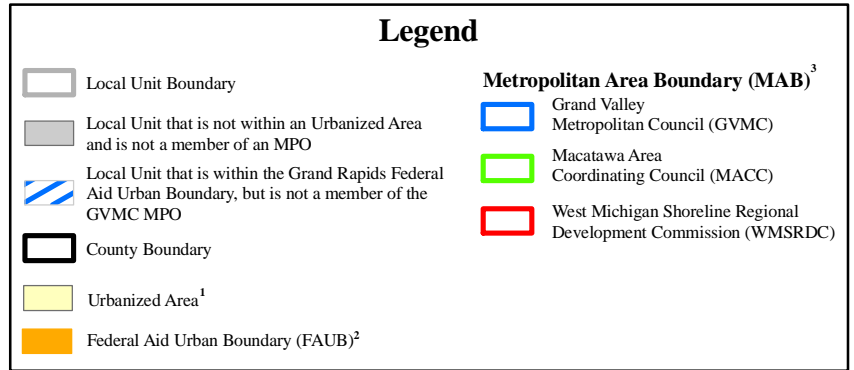 Legend
Local Unit Boundary
Local Unit that is not within an Urbanized Area
and is not a member of an MPO
Local Unit that is within the Grand Rapids Federal
Aid Urban Boundary, but is not a member of the
GVMC MPO
County Boundary
Urbanized Area¹
Federal Aid Urban Boundary (FAUB)²
Metropolitan Area Boundary (MAB)³
Grand Valley
Metropolitan Council (GVMC)
Macatawa Area
Coordinating Council (MACC)
West Michigan Shoreline Regional
Development Commission (WMSRDC)